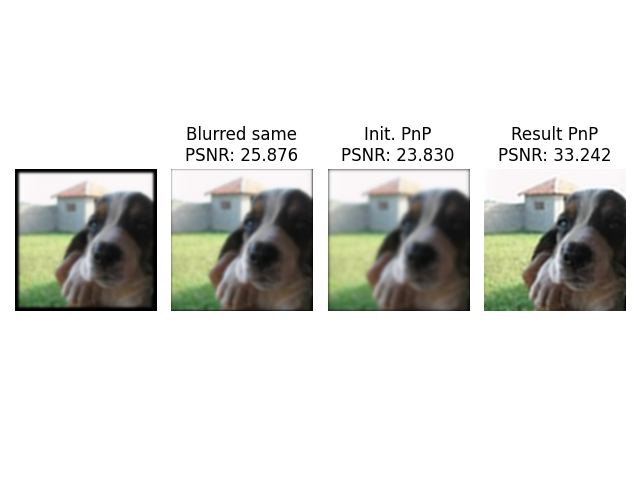 Blurred same
PSNR: 25.876
Init. PnP
PSNR: 23.830
Result PnP
PSNR: 33.242